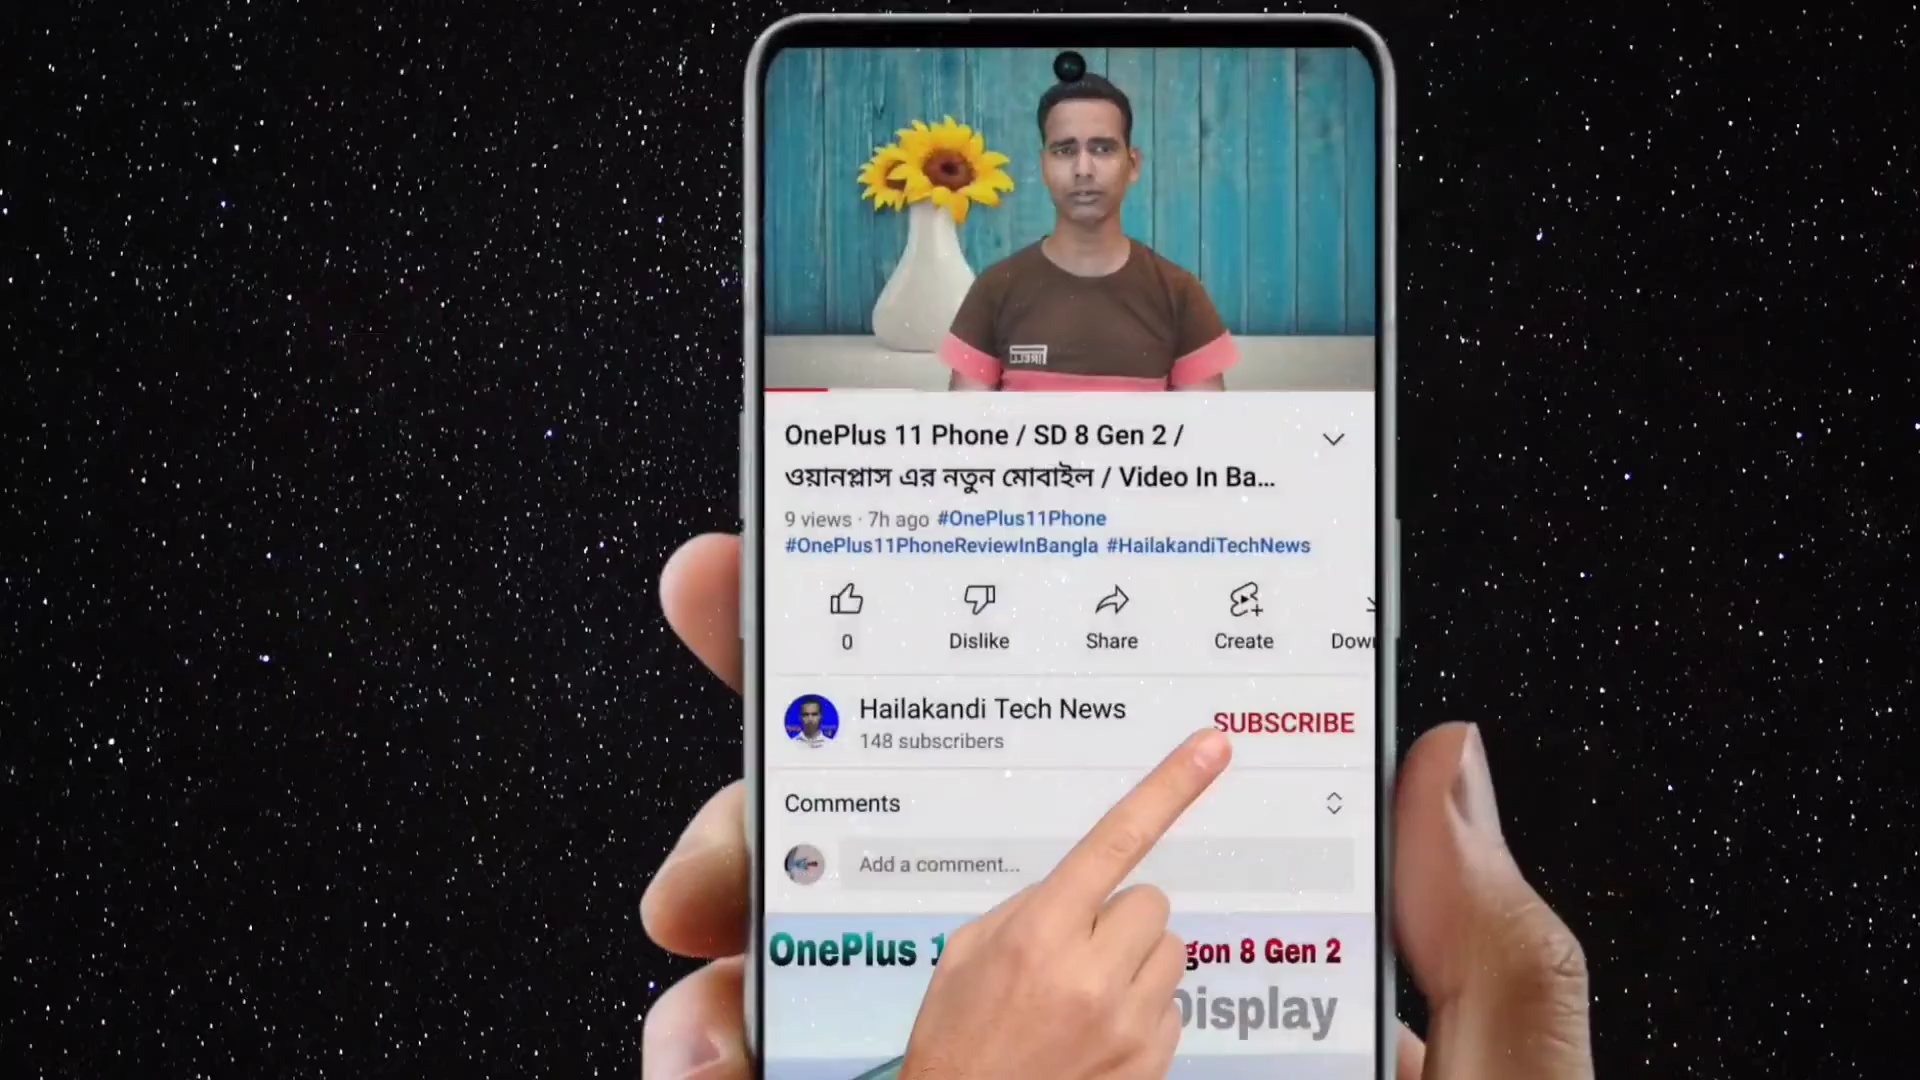 OnePlus 11 Phone / SD 8 Gen 2 /
ওয়ানপ্লাস এর নতুন মোবাইল / Video In Ba...
9 views · 7h ago #OnePlus11Phone
#OnePlus11PhoneReviewInBangla #HailakandiTechNews
0 Dislike Share Create
Hailakandi Tech News
148 subscribers
SUBSCRIBE
Comments
Add a comment...
OnePlus
8 Gen 2
Display